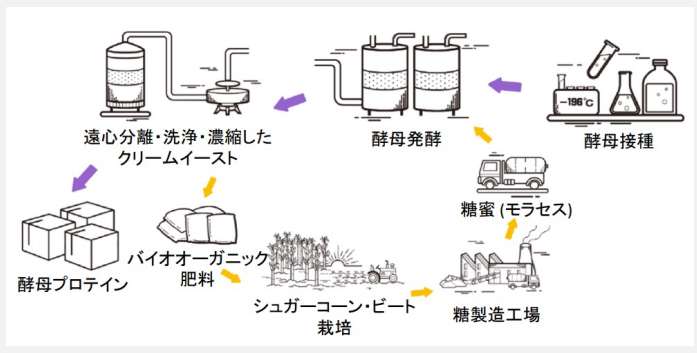 -196℃
酵母接種
酵母発酵
遠心分離・洗浄・濃縮した
クリームイースト
糖蜜 (モラセス)
酵母プロテイン
バイオオーガニック
肥料
シュガーコーン・ビート
栽培
糖製造工場